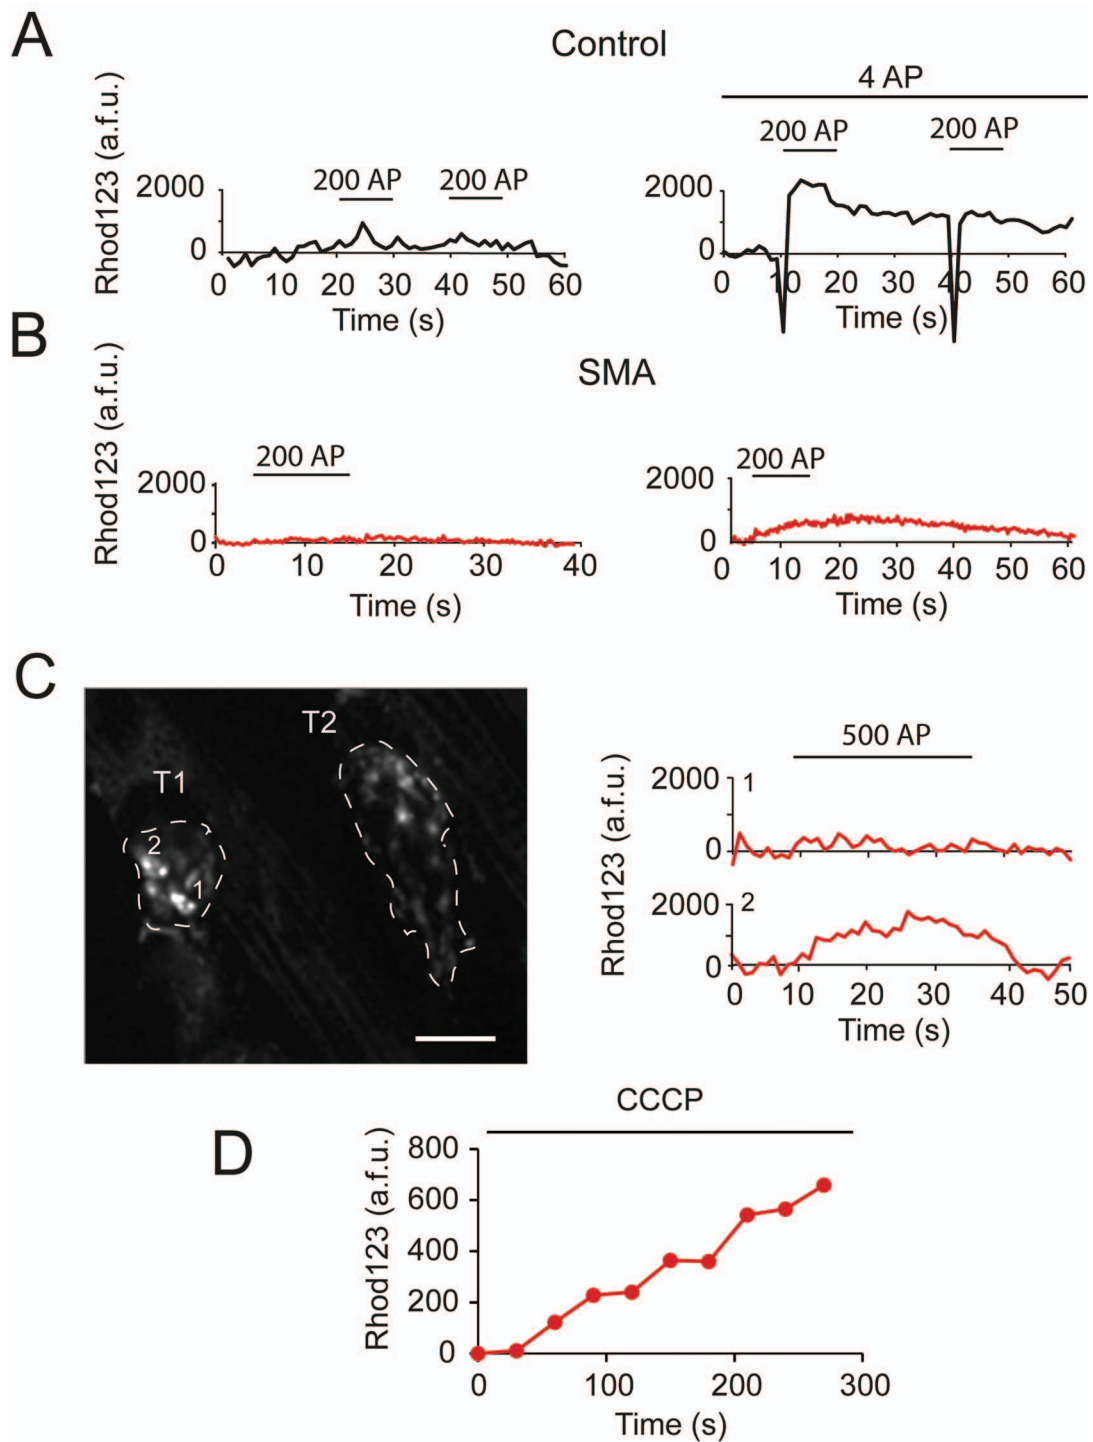 A
Control
4 AP
200 AP 200 AP
200 AP 200 AP
Rhod123 (a.f.u.)
2000
0
0 10 20 30 40 50 60
Time (s)
2000
0
0 10 20 30 40 50 60
Time (s)
B
SMA
Rhod123 (a.f.u.)
200 AP
2000
0
0 10 20 30 40
Time (s)
200 AP
2000
0
0 10 20 30 40 50 60
Time (s)
C
T1
T2
2
1
500 AP
Rhod123 (a.f.u.)
2000
0
1
2000
0
2
0 10 20 30 40 50
Time (s)
D
CCCP
Rhod123 (a.f.u.)
800
600
400
200
0
0 100 200 300
Time (s)